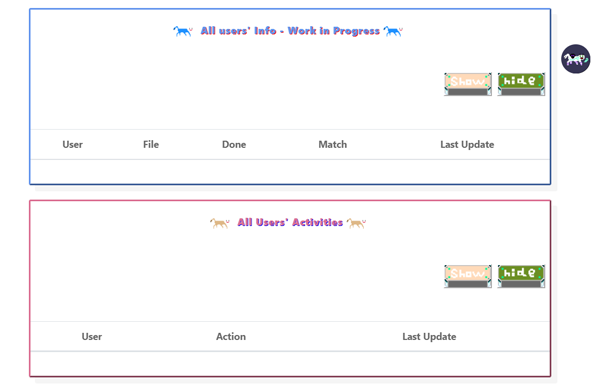 All users' Info - Work in Progress
Show hide
User File Done Match Last Update
All Users' Activities
Show hide
User Action Last Update